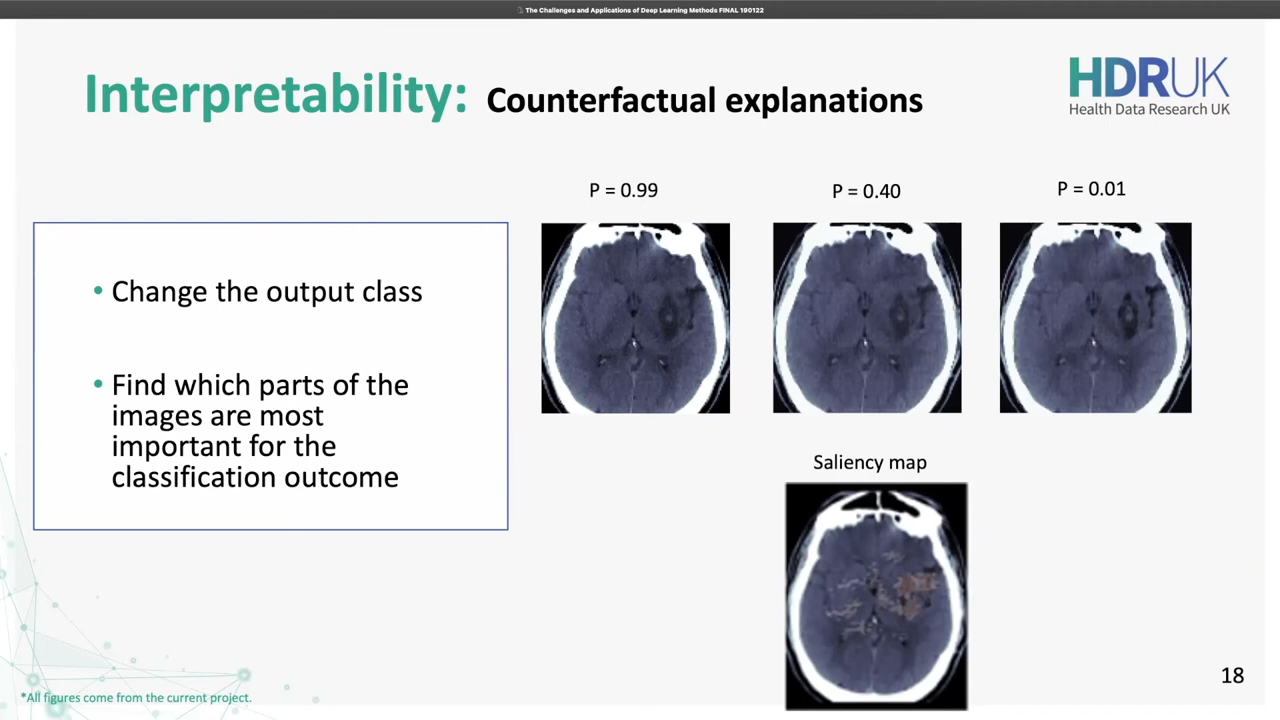 The Challenges and Applications of Deep Learning Methods FINAL 190122
Interpretability: Counterfactual explanations
HDRUK
Health Data Research UK
P = 0.99
P = 0.40
P = 0.01
• Change the output class
• Find which parts of the
images are most
important for the
classification outcome
Saliency map
18
*All figures come from the current project.